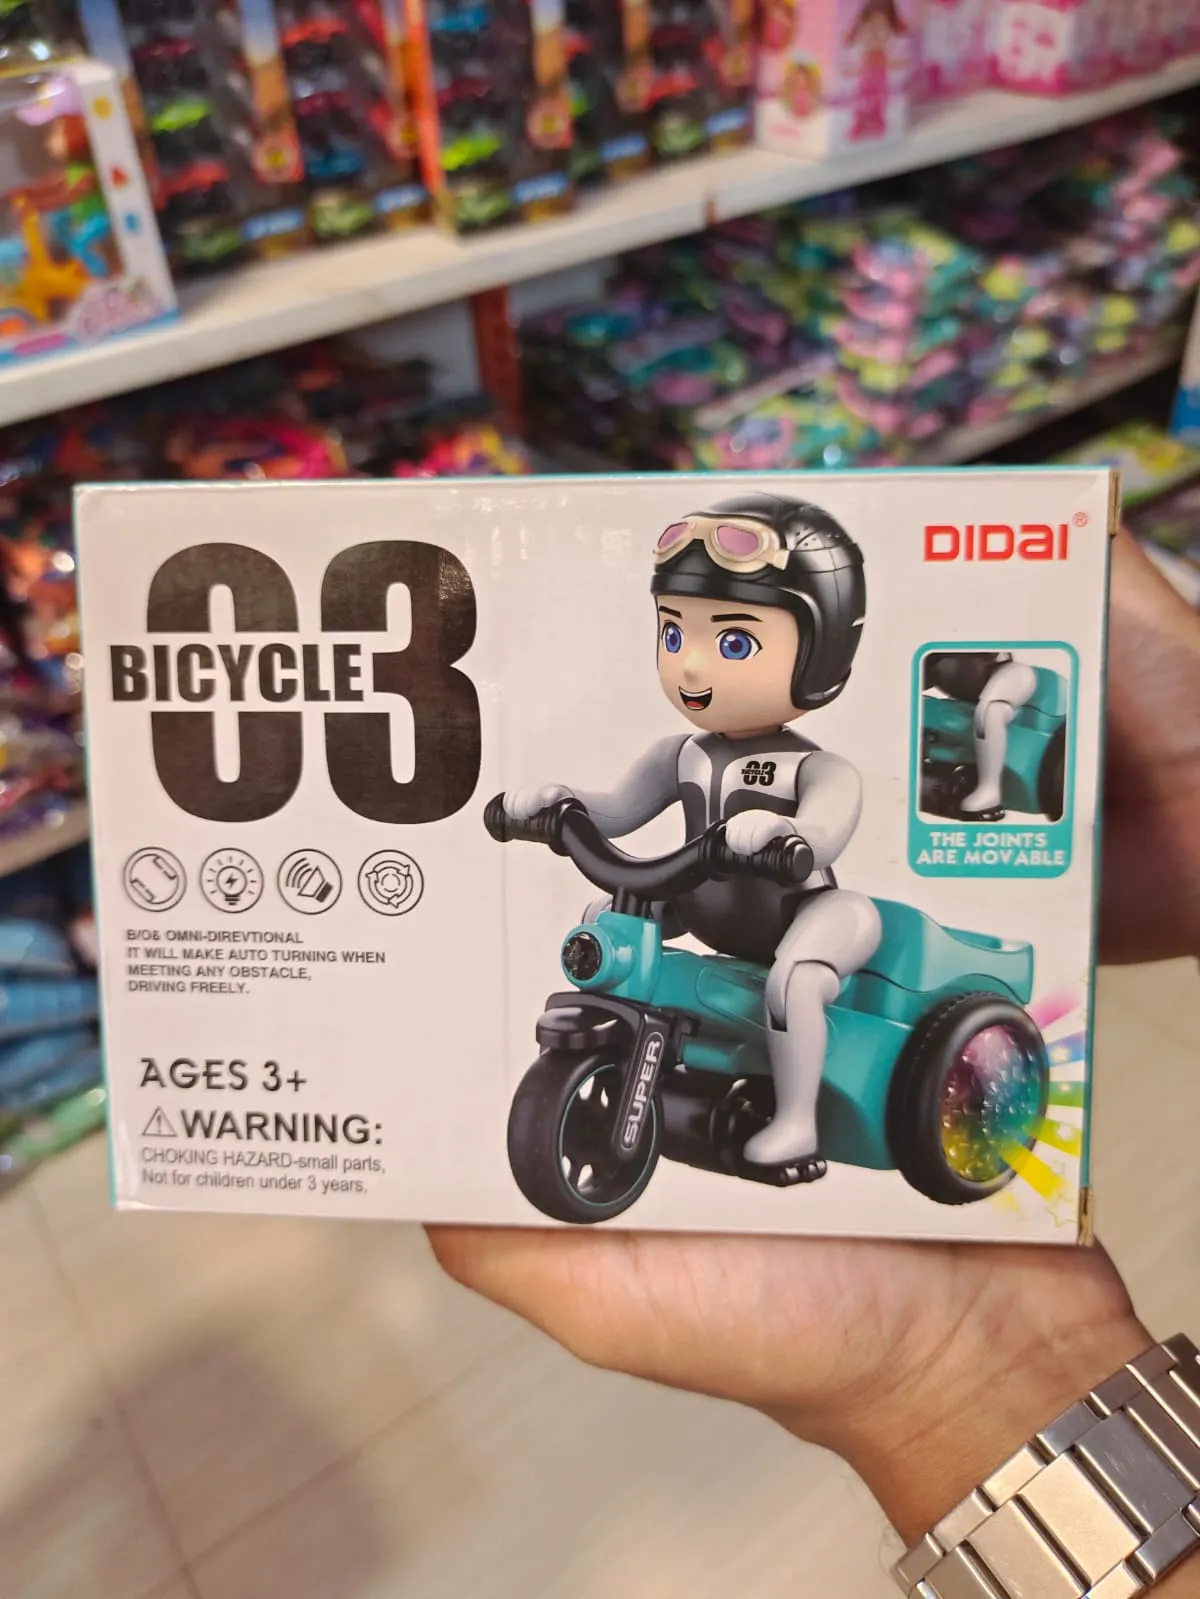 DIDAI®
03
BICYCLE
BICYCLE 03
THE JOINTS
ARE MOVABLE
B/O& OMNI-DIREVTIONAL
IT WILL MAKE AUTO TURNING WHEN
MEETING ANY OBSTACLE,
DRIVING FREELY.
SUPER
AGES 3+
⚠WARNING:
CHOKING HAZARD-small parts,
Not for children under 3 years.